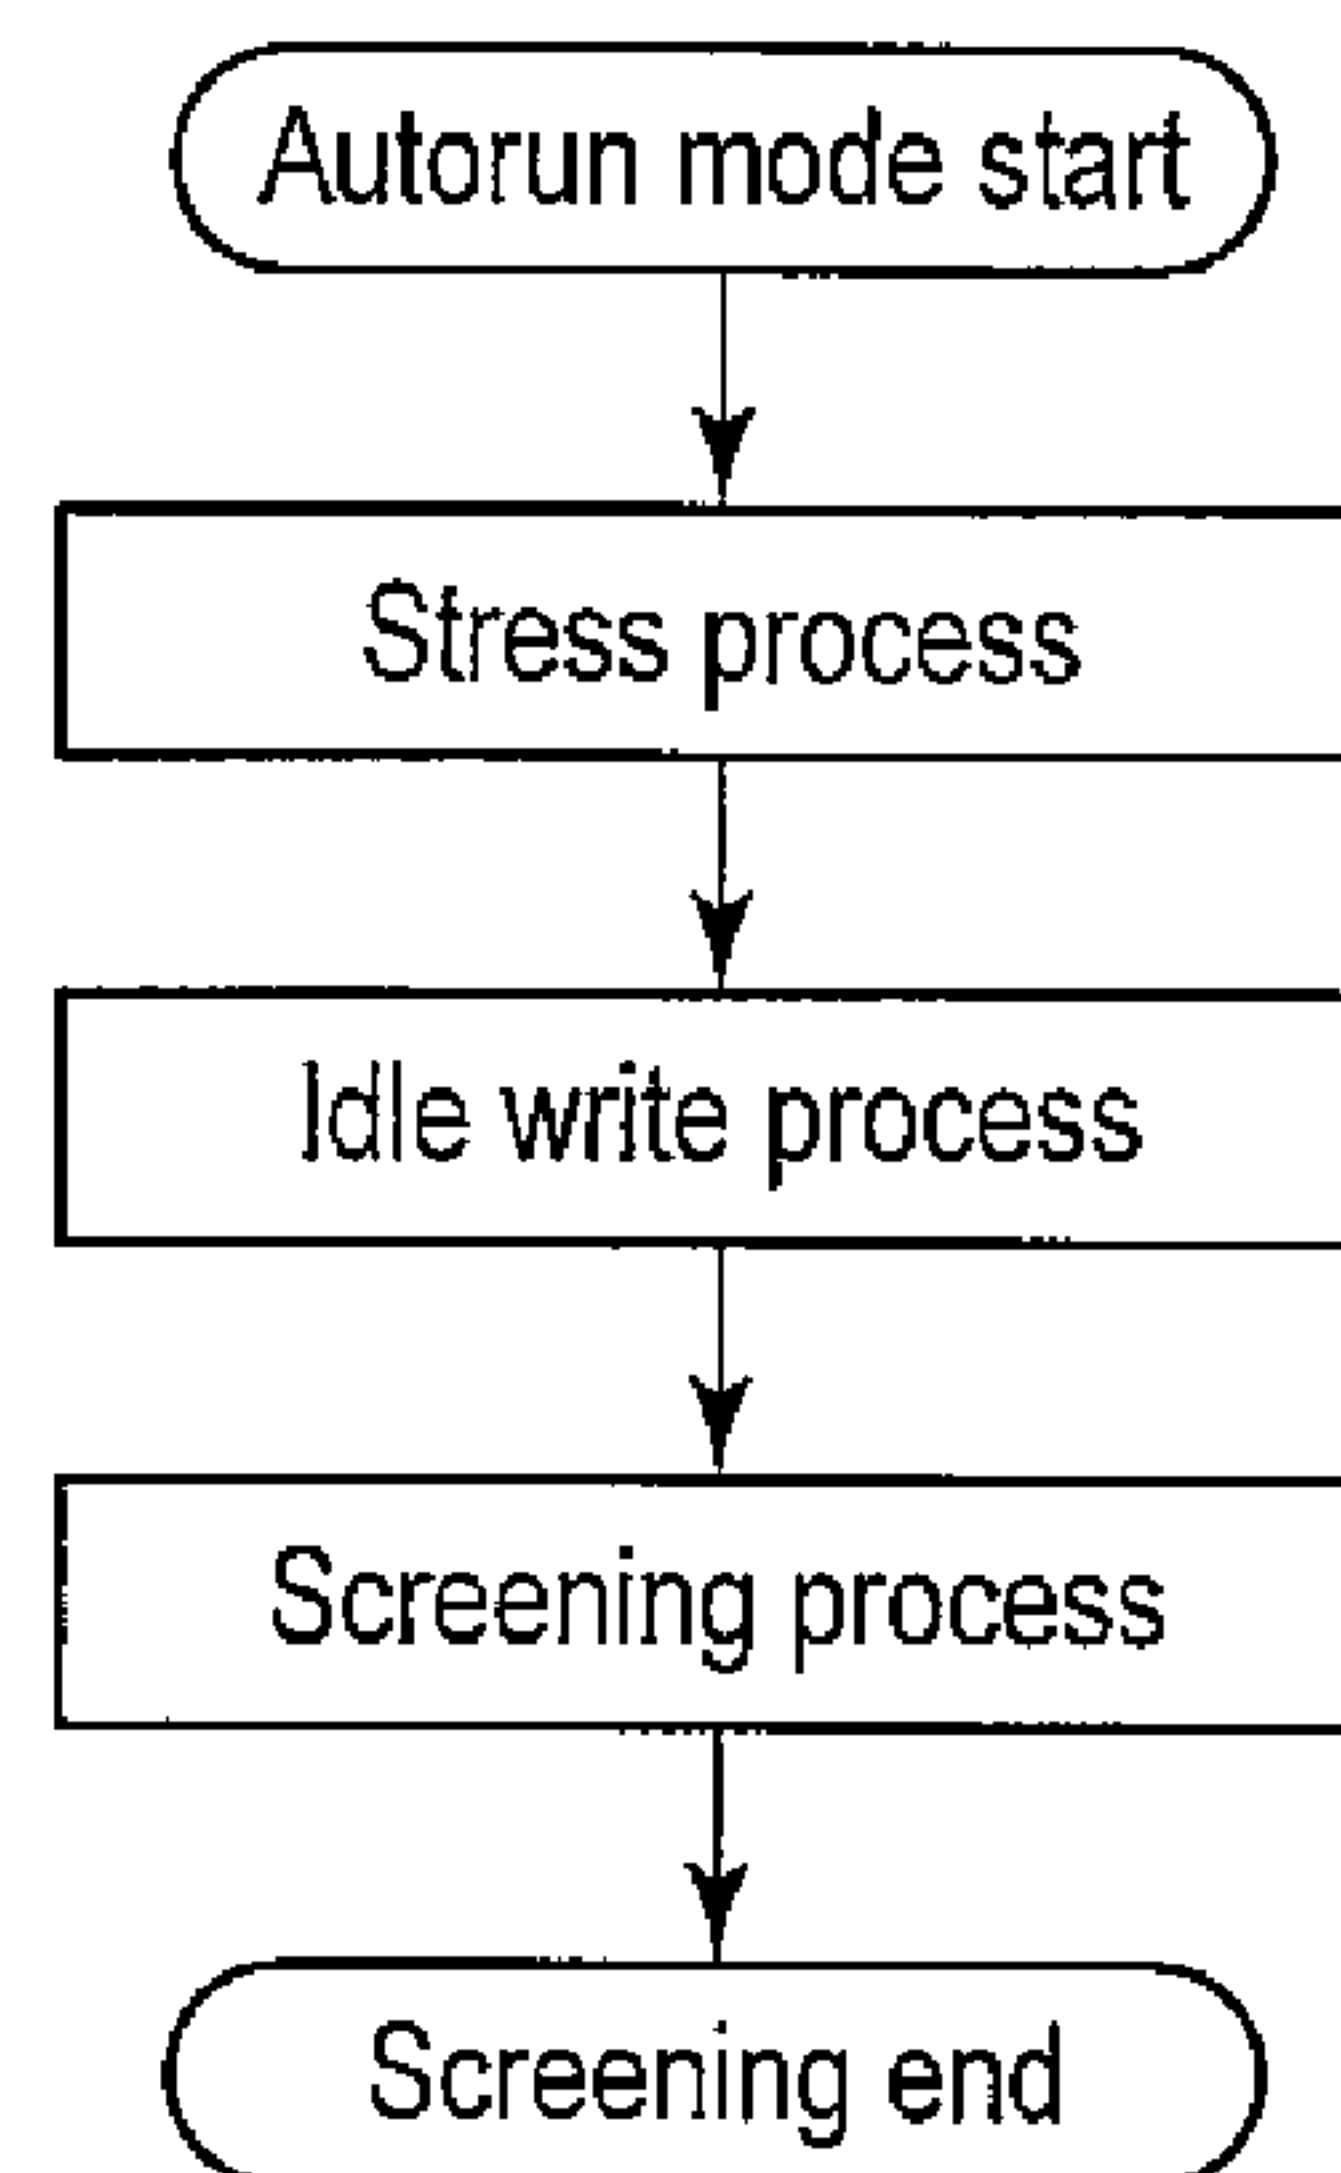 Autorun mode start
Stress process
Idle write process
Screening process
Screening end